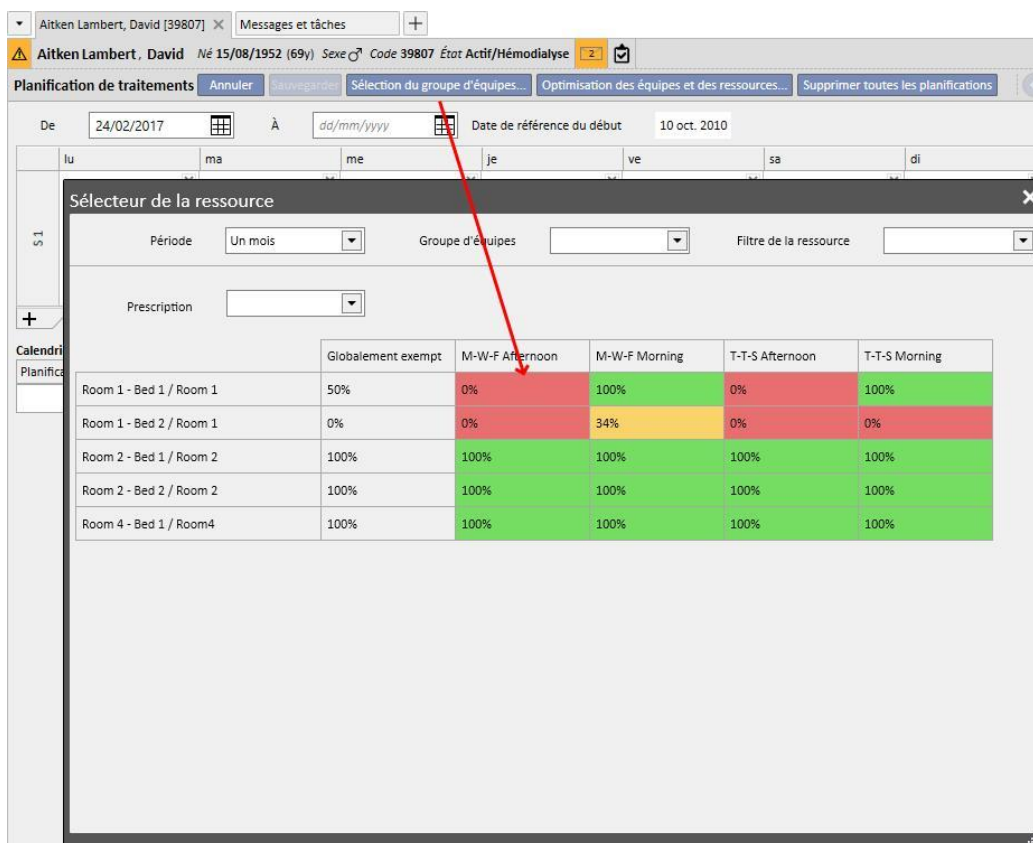 Aitken Lambert, David [39807] Messages et tâches
Aitken Lambert, David Né 15/08/1952 (69y) Sexe Code 39807 État Actif/Hémodialyse 2
Planification de traitements Annuler Sauvegarder Sélection du groupe d'équipes... Optimisation des équipes et des ressources... Supprimer toutes les planifications
De 24/02/2017 À dd/mm/yyyy Date de référence du début 10 oct. 2010
lu ma me je ve sa di
Sélecteur de la ressource
S 1
Période Un mois Groupe d'équipes Filtre de la ressource
Prescription
Calendri
Planifica
Globalement exempt M-W-F Afternoon M-W-F Morning T-T-S Afternoon T-T-S Morning
Room 1 - Bed 1 / Room 1 50% 0% 100% 0% 100%
Room 1 - Bed 2 / Room 1 0% 0% 34% 0% 0%
Room 2 - Bed 1 / Room 2 100% 100% 100% 100% 100%
Room 2 - Bed 2 / Room 2 100% 100% 100% 100% 100%
Room 4 - Bed 1 / Room4 100% 100% 100% 100% 100%